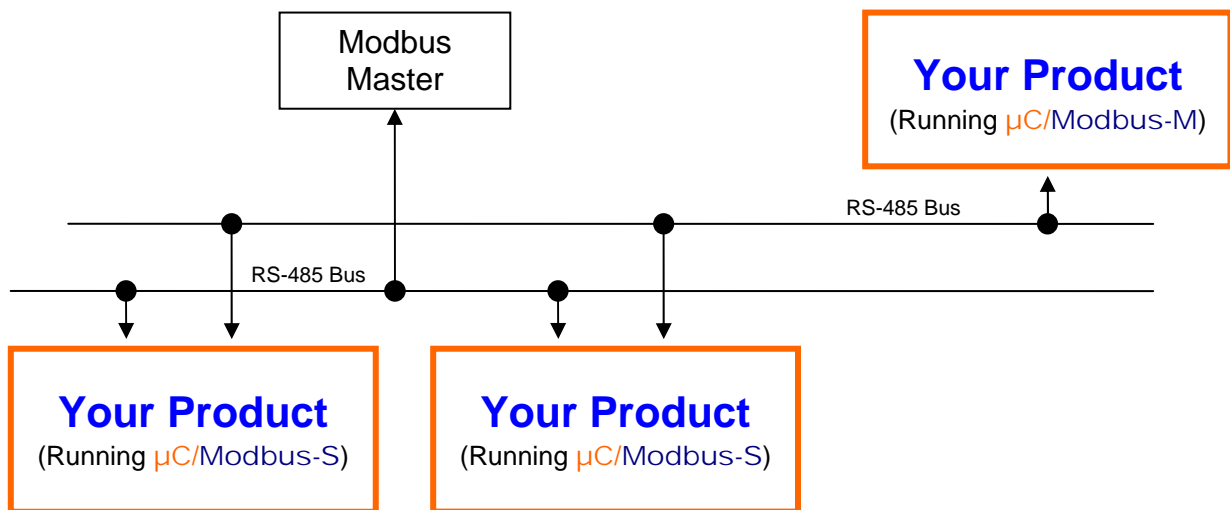 Modbus
Master
Your Product
(Running µC/Modbus-M)
RS-485 Bus
RS-485 Bus
Your Product
(Running µC/Modbus-S)
Your Product
(Running µC/Modbus-S)